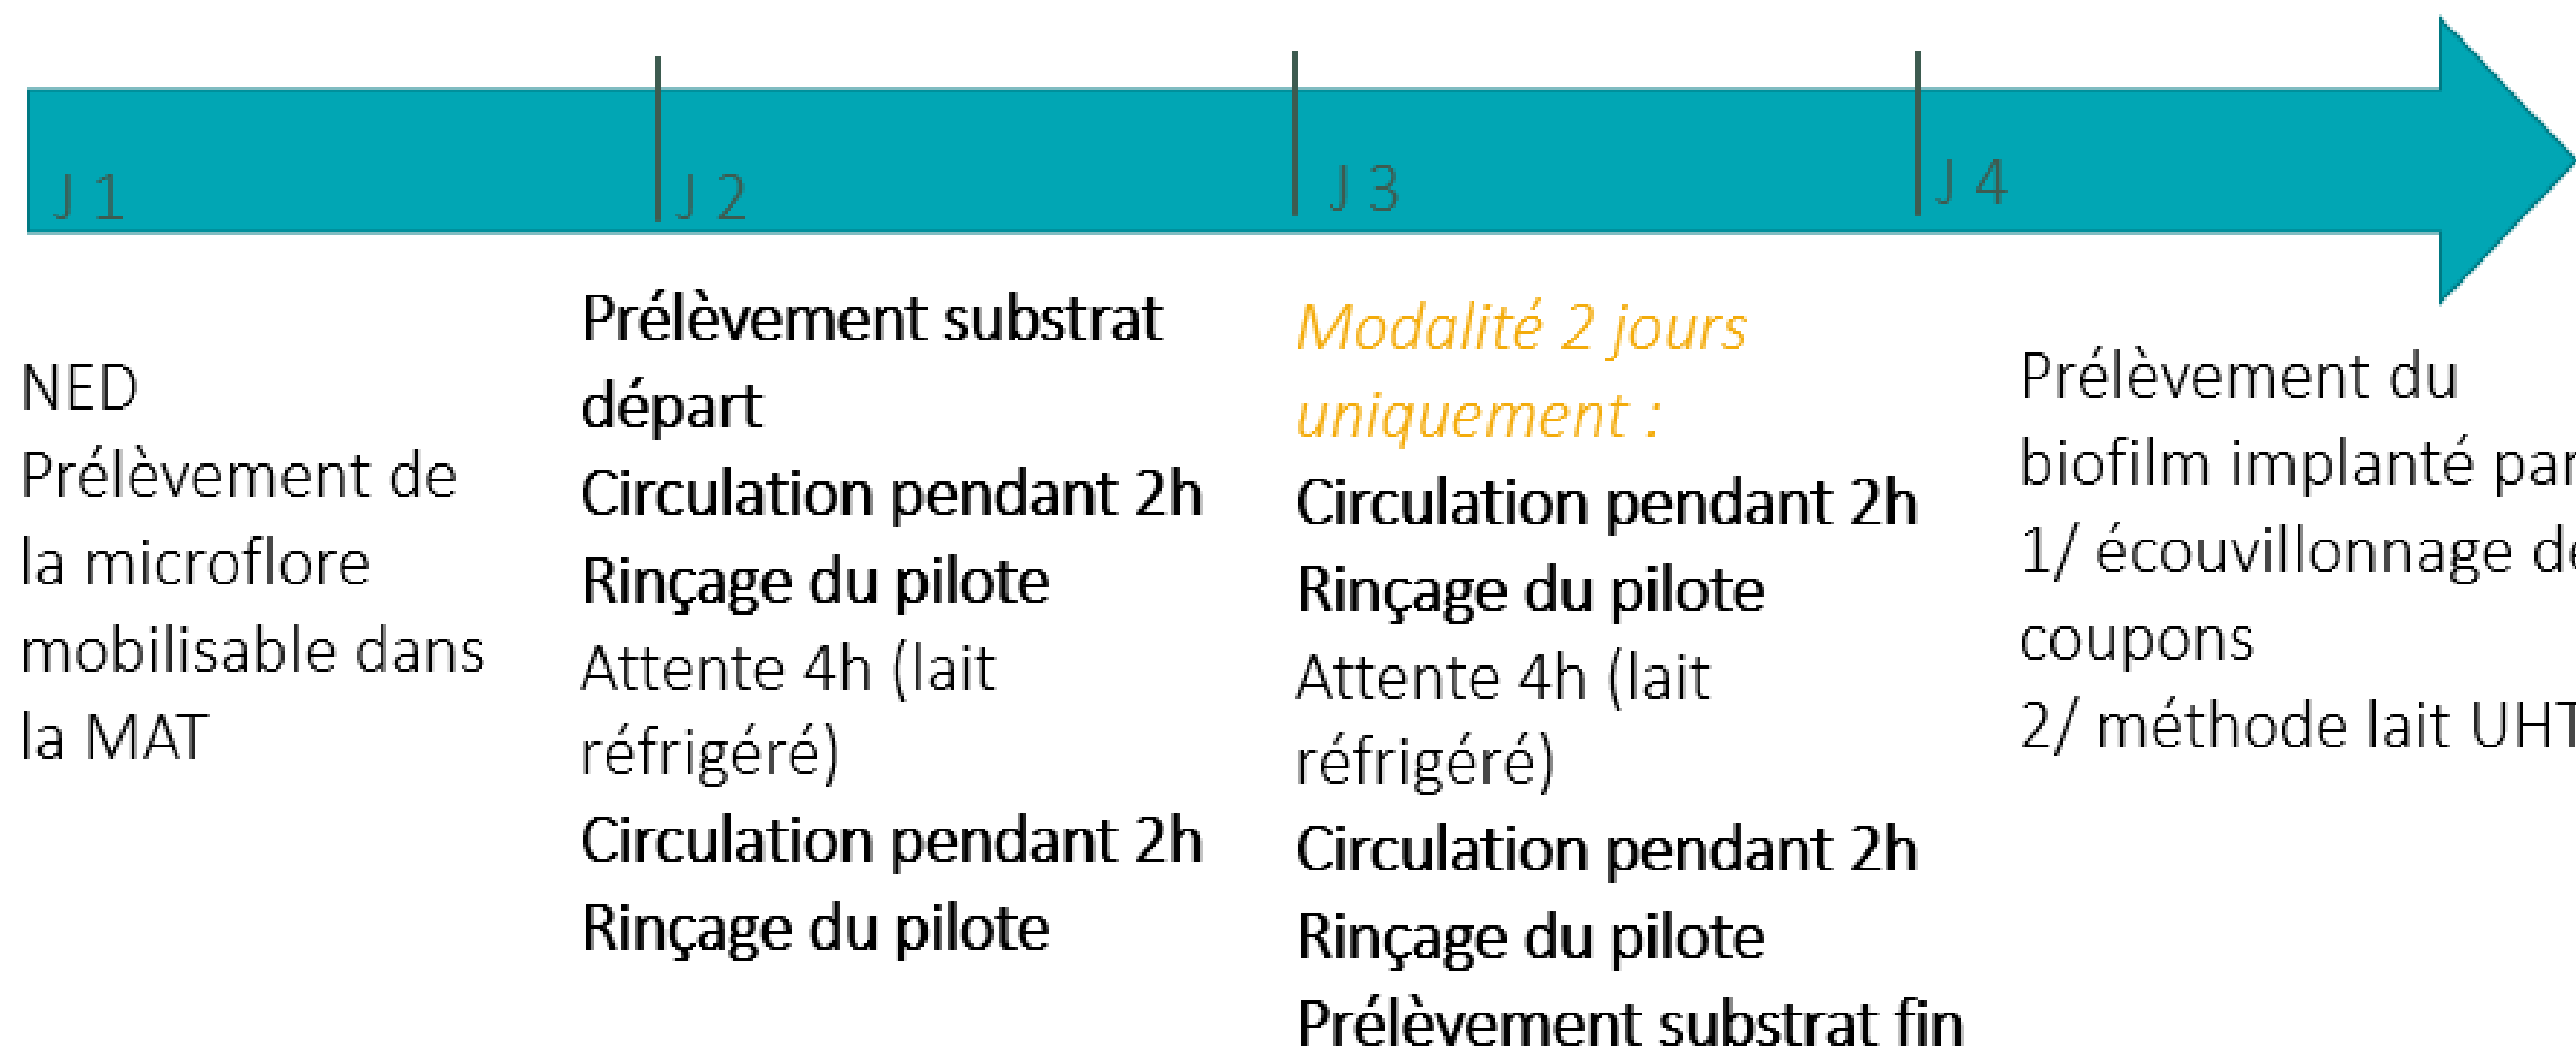 J 1
J 2
J 3
J 4
NED
Prélèvement de
la microflore
mobilisable dans
la MAT
Prélèvement substrat
départ
Circulation pendant 2h
Rinçage du pilote
Attente 4h (lait
réfrigéré)
Circulation pendant 2h
Rinçage du pilote
Modalité 2 jours
uniquement :
Circulation pendant 2h
Rinçage du pilote
Attente 4h (lait
réfrigéré)
Circulation pendant 2h
Rinçage du pilote
Prélèvement substrat fin
Prélèvement du
biofilm implanté par
1/ écouvillonnage de
coupons
2/ méthode lait UHT